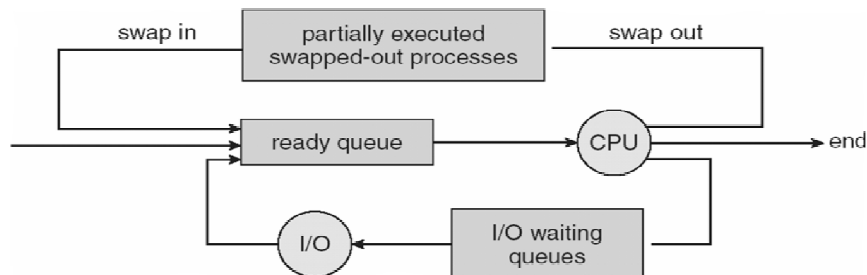 swap in
partially executed
swapped-out processes
swap out
ready queue
CPU
end
I/O
I/O waiting
queues